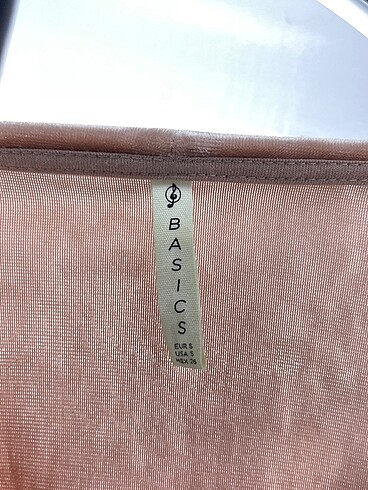 BASICS
EUR S
USA S
MEX 26